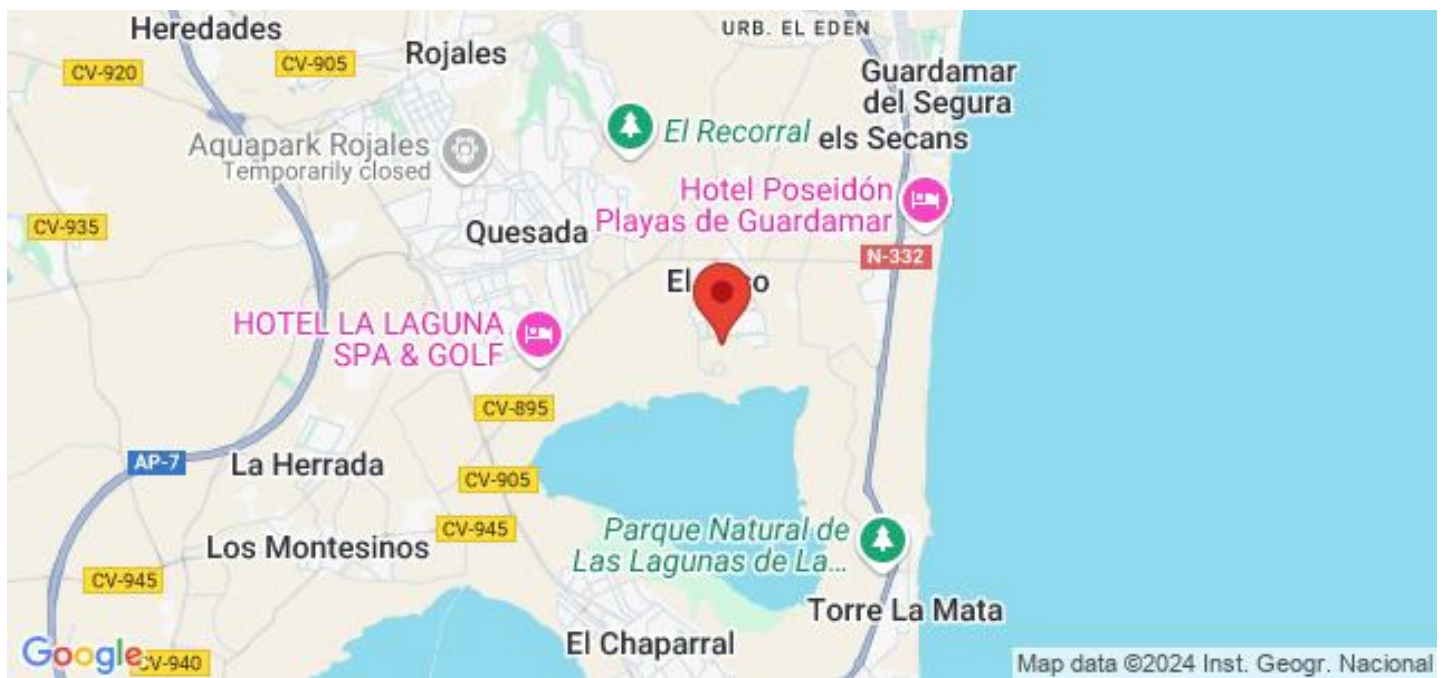 Heredades
Rojales
URB. EL EDEN
CV-920
CV-905
Guardamar
del Segura
Aquapark Rojales
Temporarily closed
El Recorral
els Secans
Hotel Poseidón
Playas de Guardamar
CV-935
Quesada
N-332
El
HOTEL LA LAGUNA
SPA & GOLF
CV-895
AP-7
La Herrada
CV-905
CV-945
Los Montesinos
Parque Natural de
Las Lagunas de La...
CV-945
Torre La Mata
El Chaparral
Google
CV-940
Map data ©2024 Inst. Geogr. Nacional